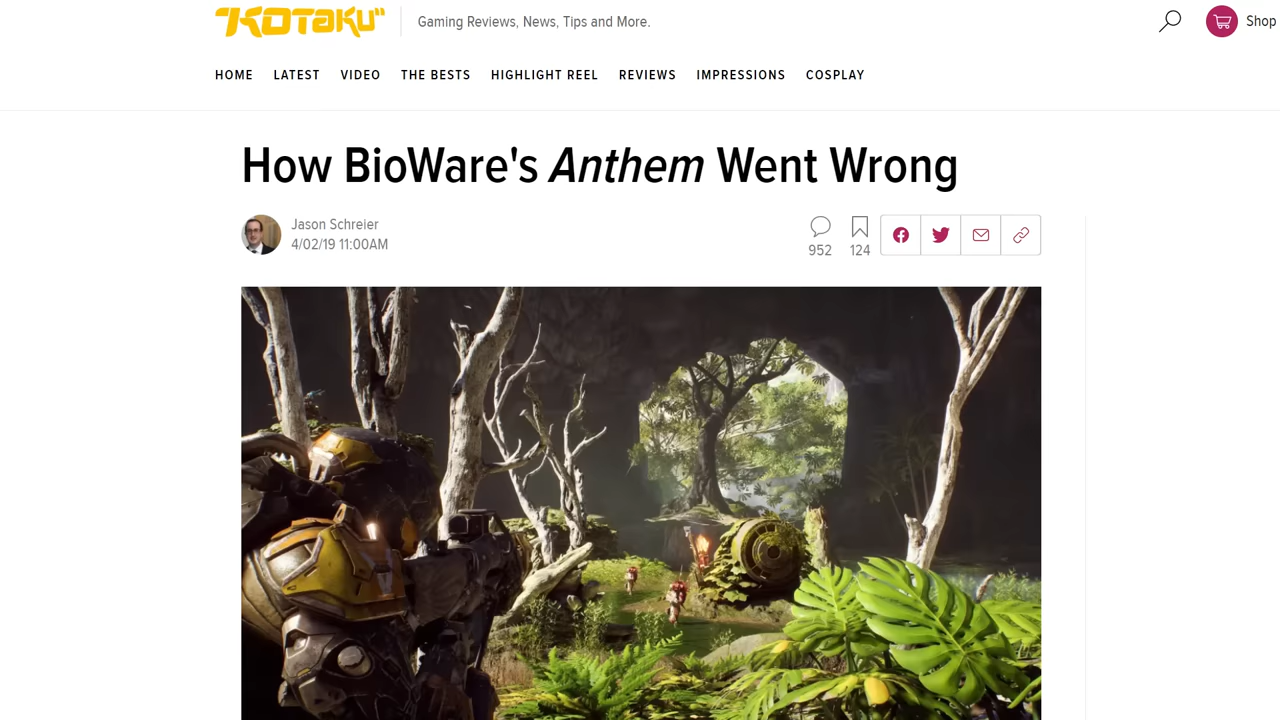 KOTaKU
Gaming Reviews, News, Tips and More.
Shop
HOME LATEST VIDEO THE BESTS HIGHLIGHT REEL REVIEWS IMPRESSIONS COSPLAY
How BioWare's Anthem Went Wrong
Jason Schreier
4/02/19 11:00AM
952
124